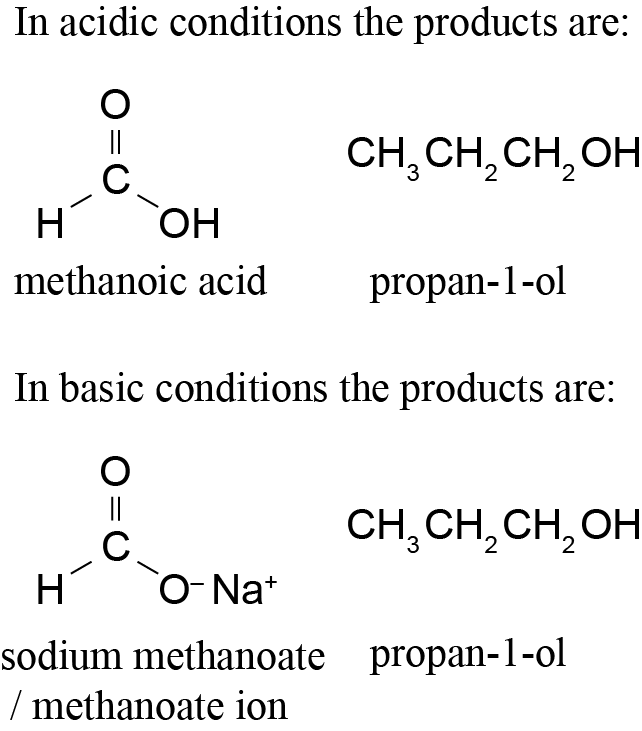 In acidic conditions the products are:
O
||
C
H OH
CH₃CH₂CH₂OH
methanoic acid propan-1-ol
In basic conditions the products are:
O
||
C
H O⁻ Na⁺
CH₃CH₂CH₂OH
sodium methanoate propan-1-ol
/ methanoate ion